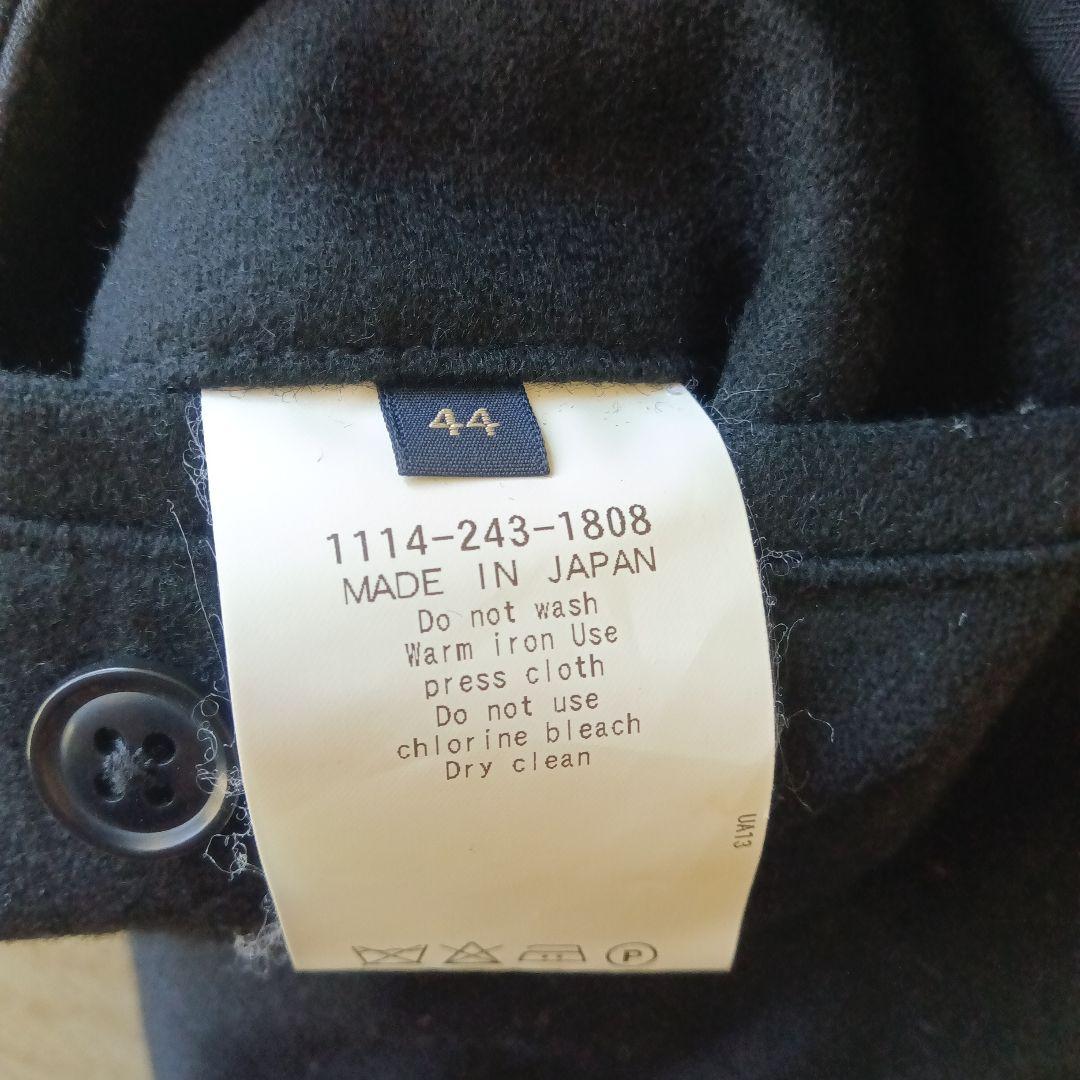 44
1114-243-1808
MADE IN JAPAN
Do not wash
Warm iron Use
press cloth
Do not use
chlorine bleach
Dry clean
UA13
P